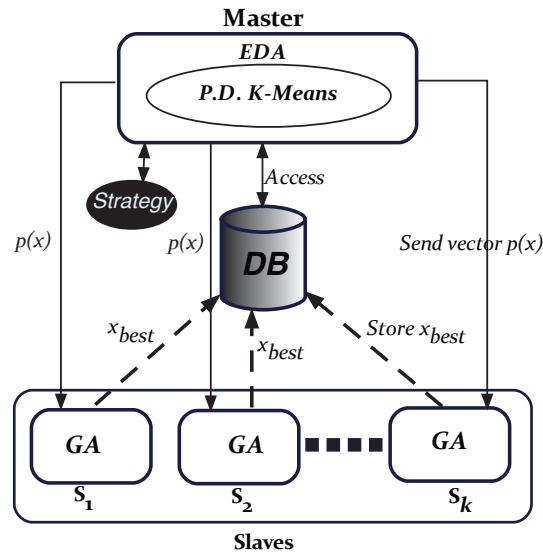 Master
EDA
P.D. K-Means
Strategy
Access
p(x)
p(x)
Send vector p(x)
DB
x_best
x_best
Store x_best
GA
GA
GA
S_1
S_2
S_k
Slaves